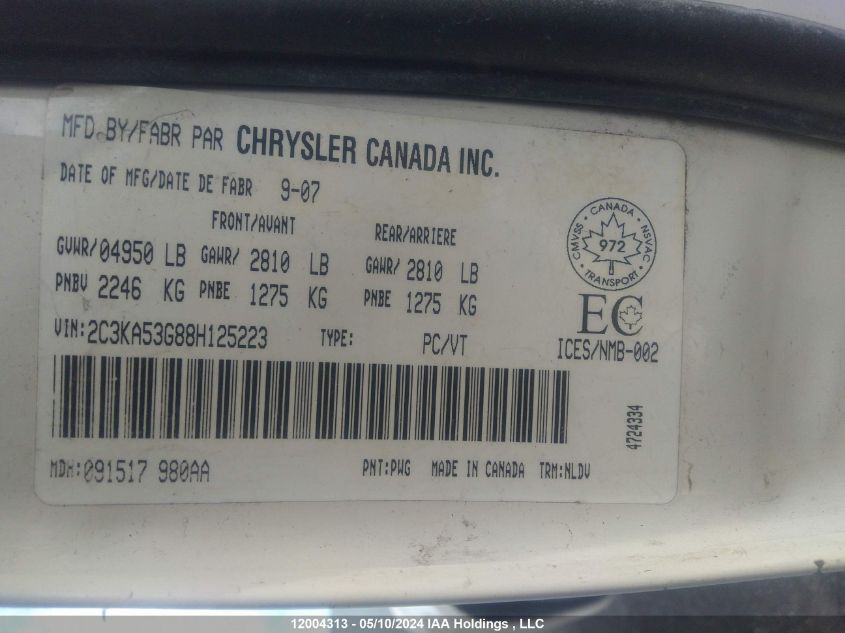 MFD BY/FABR PAR CHRYSLER CANADA INC.
DATE OF MFG/DATE DE FABR 9-07
FRONT/AVANT REAR/ARRIERE
GVWR/04950 LB GAWR/ 2810 LB GAWR/ 2810 LB
PNBV 2246 KG PNBE 1275 KG PNBE 1275 KG
VIN:2C3KA53G88H125223 TYPE: PC/VT
CANADA
CMVSS NSVAC
972
TRANSPORT
EC
ICES/NMB-002
4724334
MDH:091517 980AA PNT:PWG MADE IN CANADA TRM:NLDV
12004313 - 05/10/2024 IAA Holdings , LLC